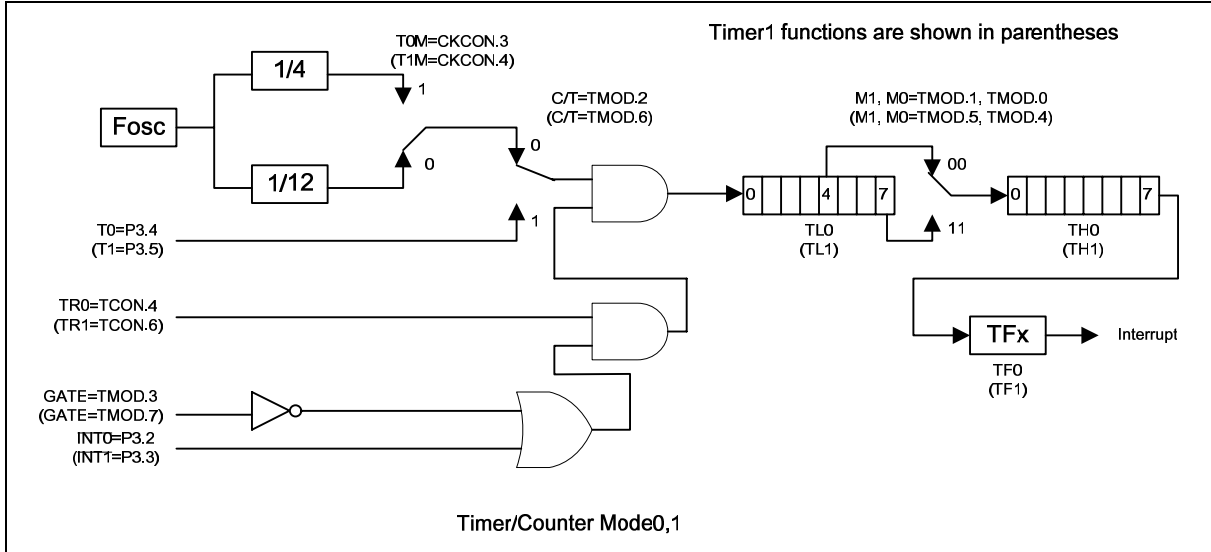 Timer1 functions are shown in parentheses
T0M=CKCON.3
(T1M=CKCON.4)
1/4
1
C/T=TMOD.2
(C/T=TMOD.6)
M1, M0=TMOD.1, TMOD.0
(M1, M0=TMOD.5, TMOD.4)
Fosc
0
0
00
1/12
0 4 7
0 7
T0=P3.4
(T1=P3.5)
1
11
TL0
(TL1)
TH0
(TH1)
TR0=TCON.4
(TR1=TCON.6)
TFx
Interrupt
TF0
(TF1)
GATE=TMOD.3
(GATE=TMOD.7)
INT0=P3.2
(INT1=P3.3)
Timer/Counter Mode0,1